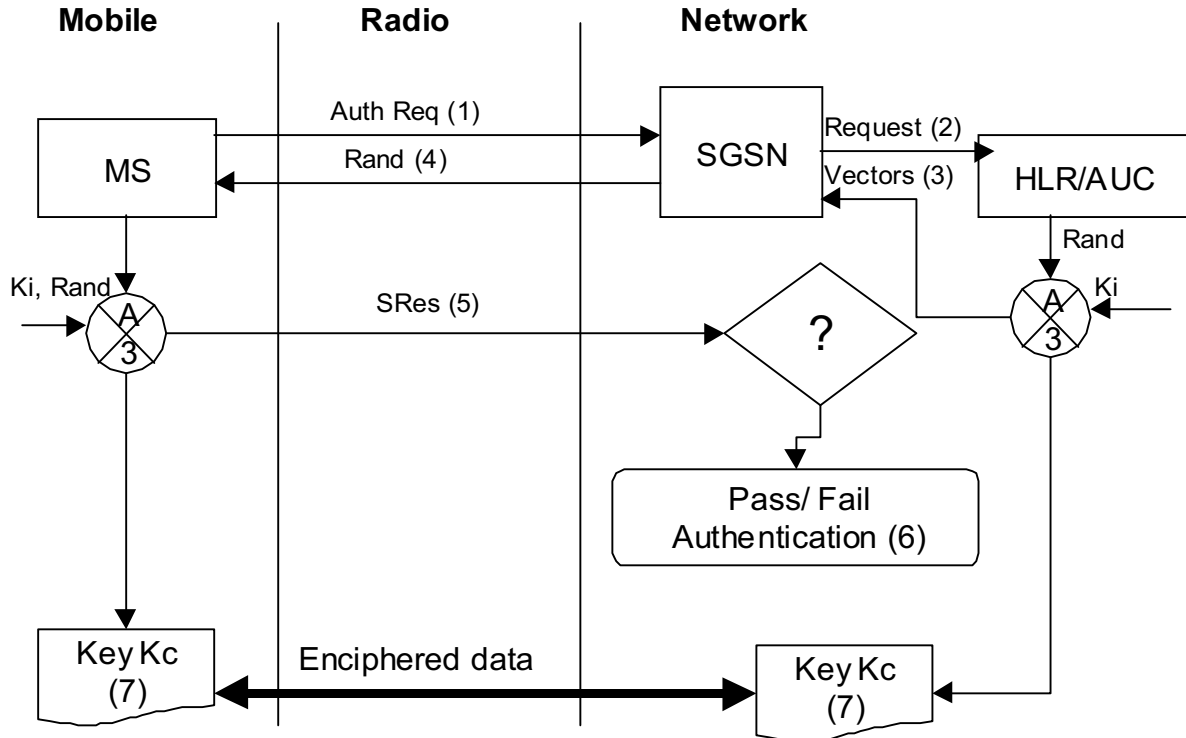 Mobile
Radio
Network
Auth Req (1)
Rand (4)
MS
SGSN
Request (2)
Vectors (3)
HLR/AUC
Rand
Ki, Rand
A
3
SRes (5)
?
A
3
Ki
Pass/ Fail
Authentication (6)
Key Kc
(7)
Enciphered data
Key Kc
(7)